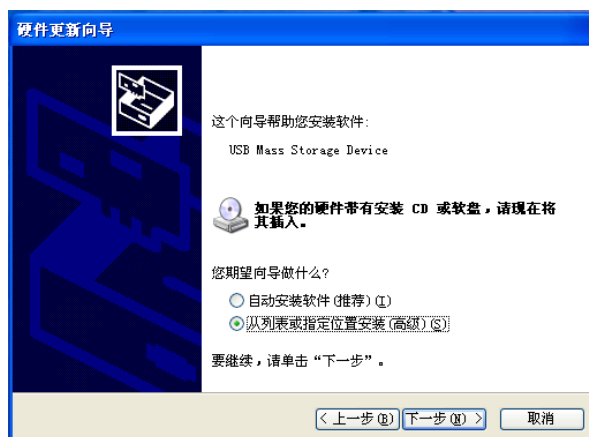 硬件更新向导
这个向导帮助您安装软件:
USB Mass Storage Device
如果您的硬件带有安装 CD 或软盘，请现在将
其插入。
您期望向导做什么?
自动安装软件(推荐)(I)
从列表或指定位置安装(高级)(S)
要继续，请单击“下一步”。
< 上一步(B) 下一步(N) > 取消